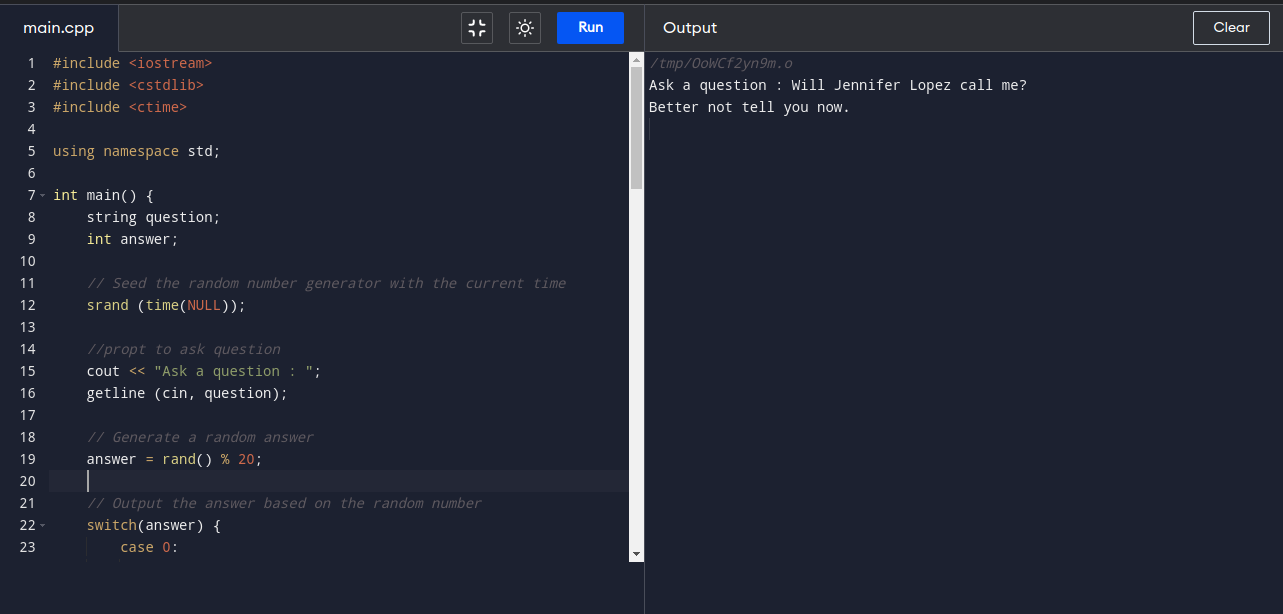 main.cpp
Run
Output
Clear
1 #include <iostream>
2 #include <cstdlib>
3 #include <ctime>
4
5 using namespace std;
6
7 int main() {
8     string question;
9     int answer;
10
11     // Seed the random number generator with the current time
12     srand (time(NULL));
13
14     //propt to ask question
15     cout << "Ask a question : ";
16     getline (cin, question);
17
18     // Generate a random answer
19     answer = rand() % 20;
20
21     // Output the answer based on the random number
22     switch(answer) {
23         case 0:
/tmp/OoWCf2yn9m.o
Ask a question : Will Jennifer Lopez call me?
Better not tell you now.